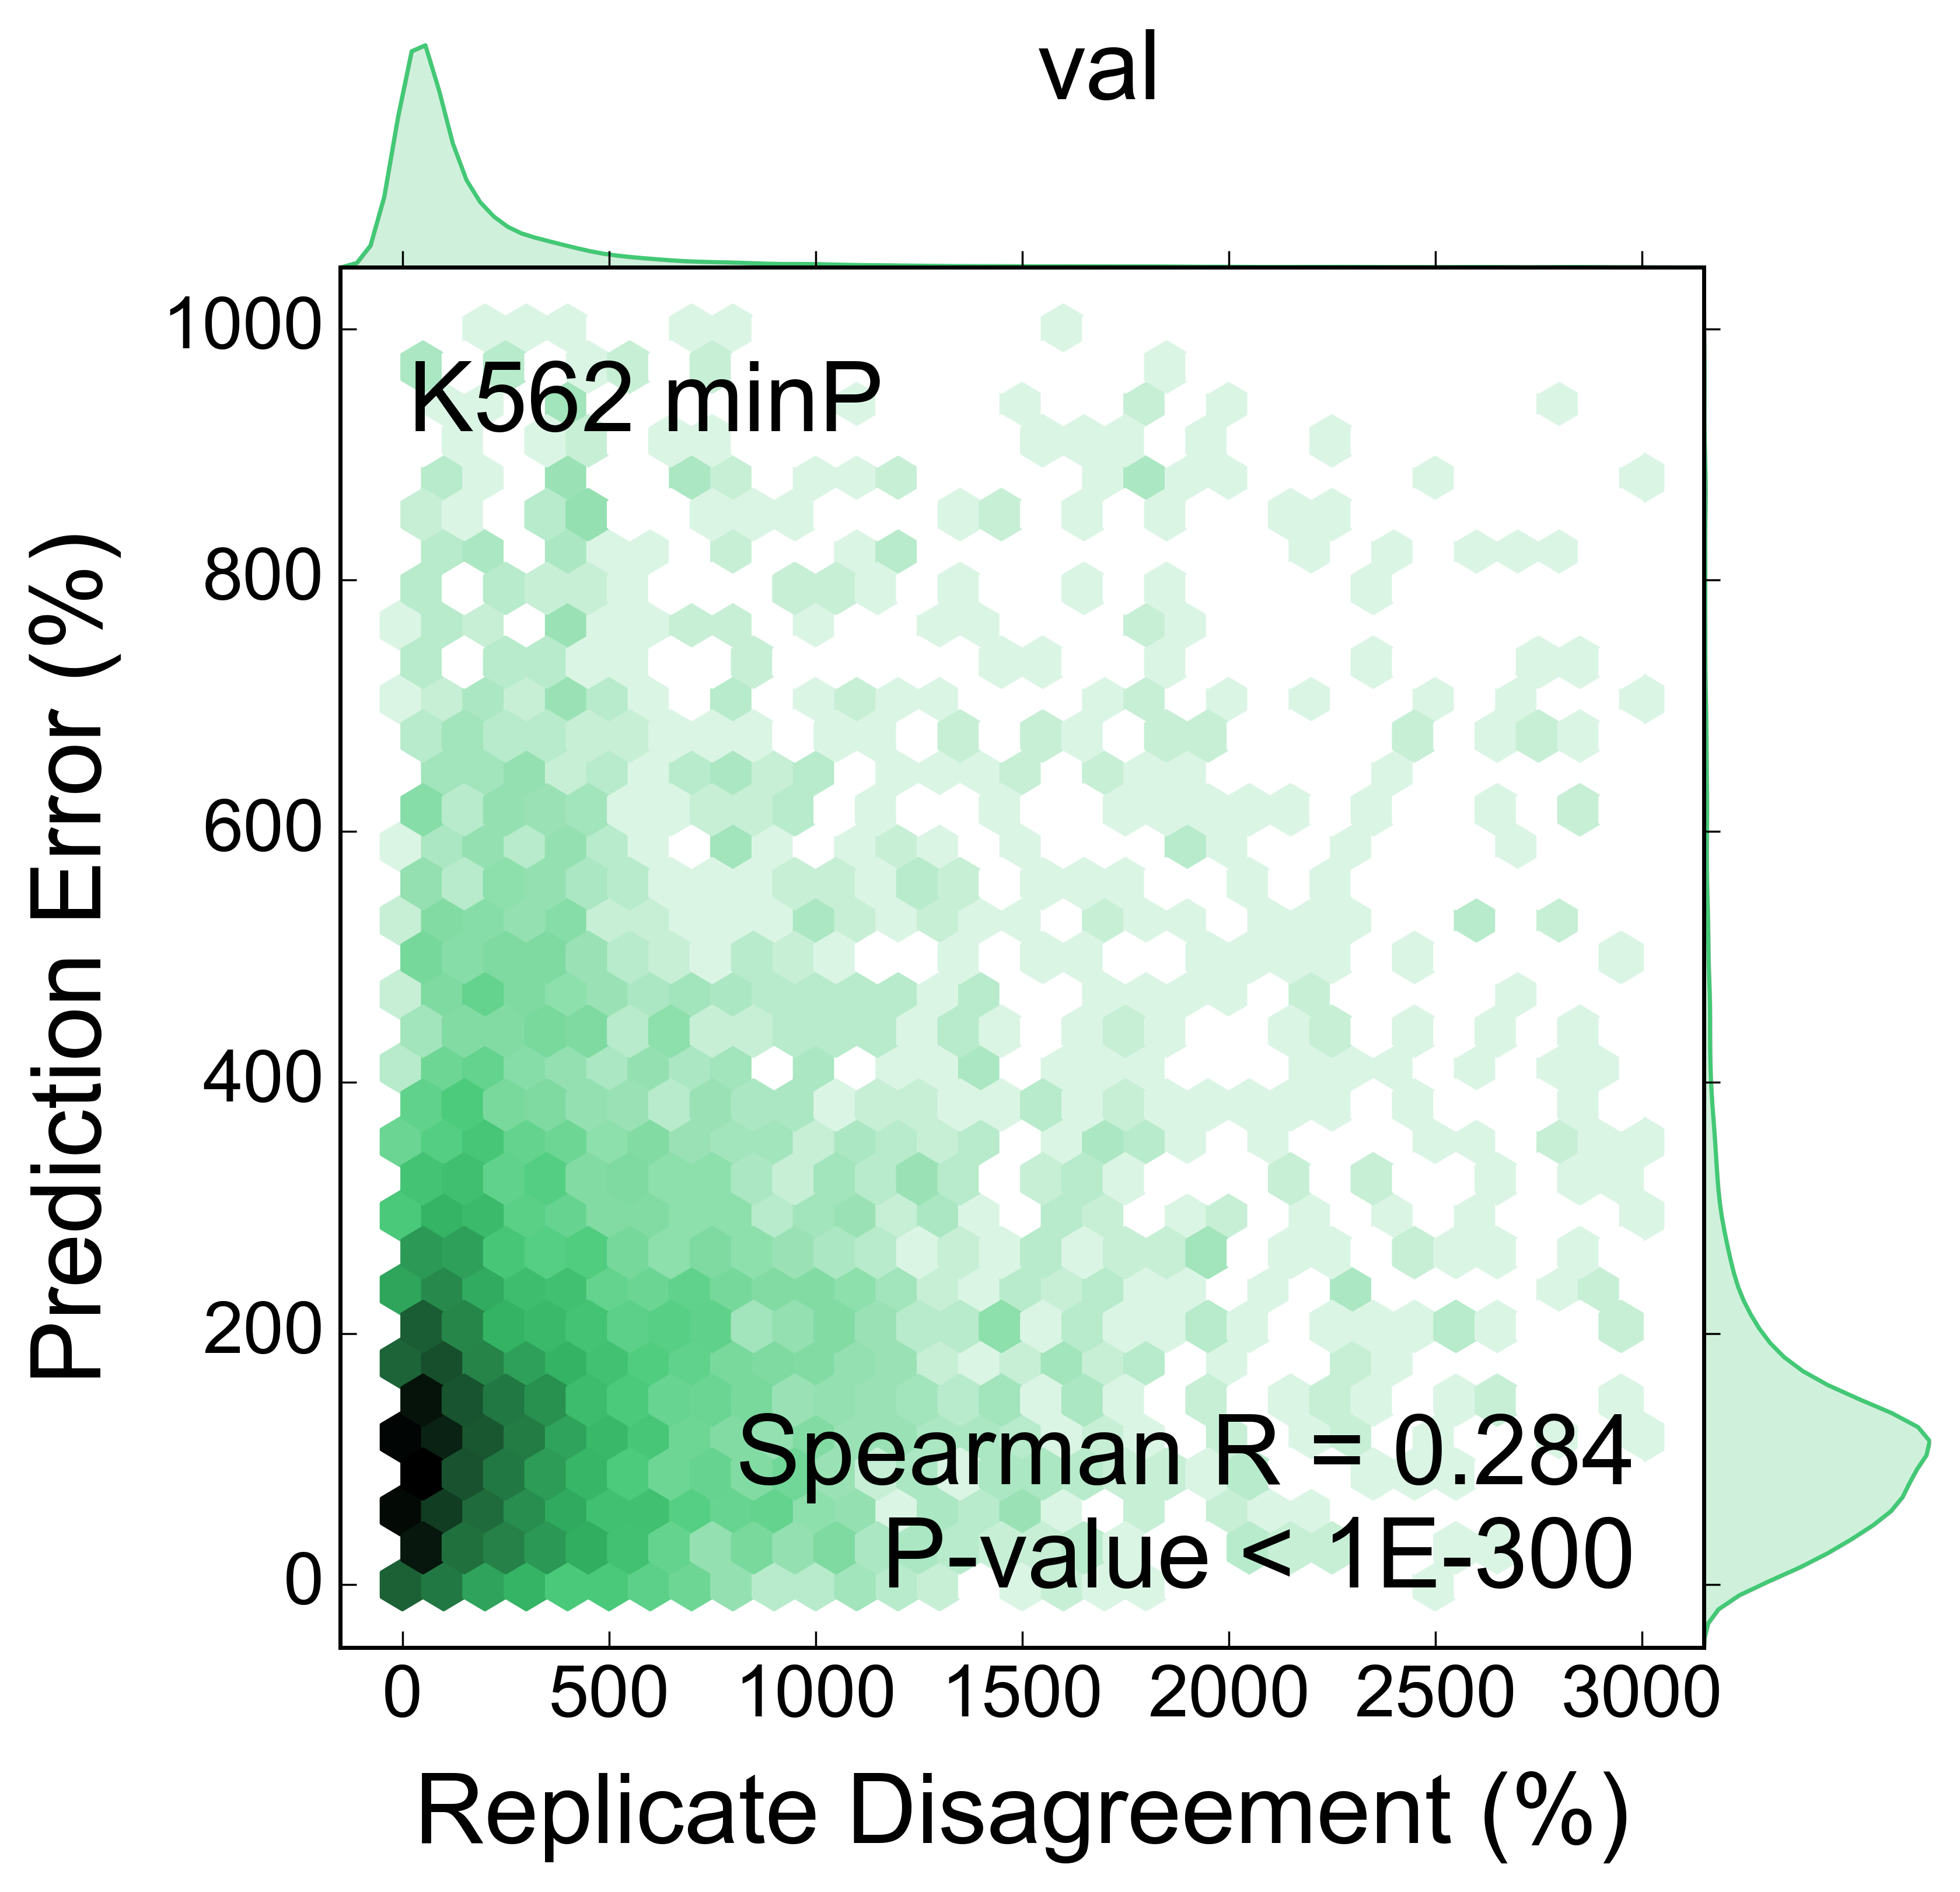 val
K562 minP
Prediction Error (%)
1000
800
600
400
200
0
Spearman R = 0.284
P-value < 1E-300
0 500 1000 1500 2000 2500 3000
Replicate Disagreement (%)